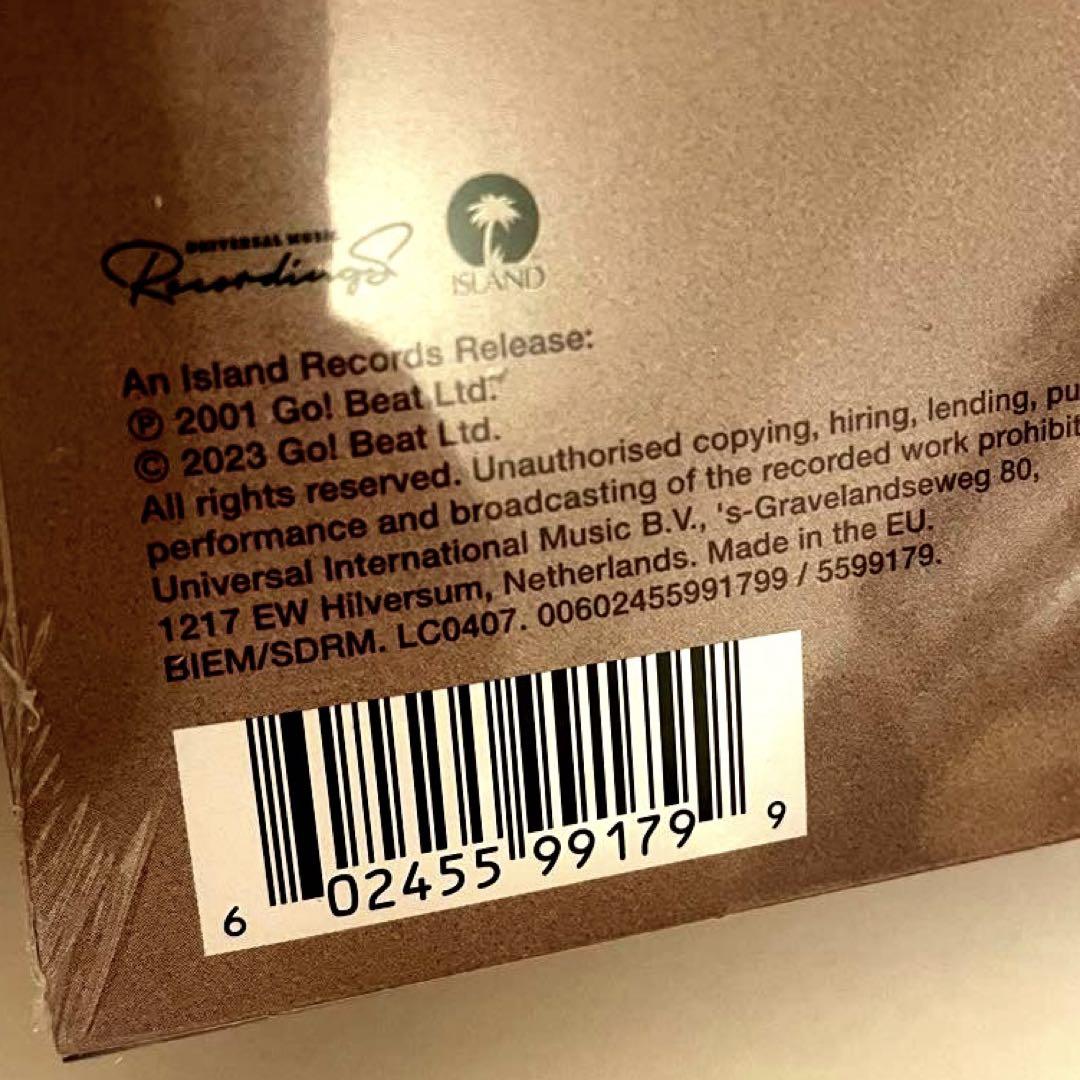 UNIVERSAL MUSIC
Recordings
ISLAND
An Island Records Release:
℗ 2001 Go! Beat Ltd.
© 2023 Go! Beat Ltd.
All rights reserved. Unauthorised copying, hiring, lending, pu
performance and broadcasting of the recorded work prohibit
Universal International Music B.V., 's-Gravelandseweg 80,
1217 EW Hilversum, Netherlands. Made in the EU.
BIEM/SDRM. LC0407. 00602455991799 / 5599179.
6 02455 99179 9